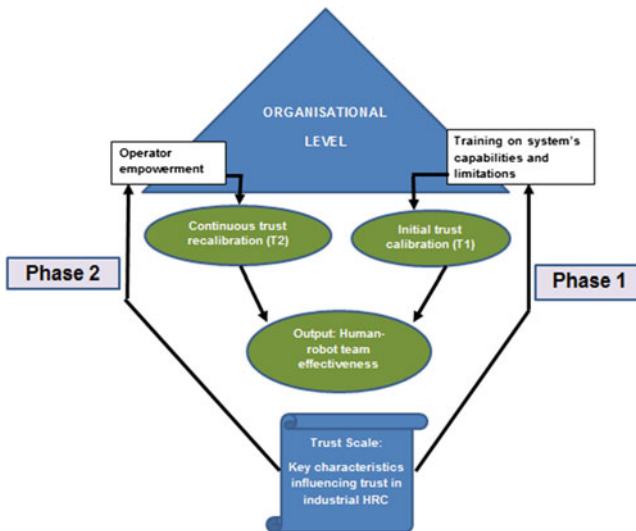 ORGANISATIONAL
LEVEL
Operator
empowerment
Training on system's
capabilities and
limitations
Continuous trust
recalibration (T2)
Initial trust
calibration (T1)
Phase 2
Phase 1
Output: Human-
robot team
effectiveness
Trust Scale:
Key characteristics
influencing trust in
industrial HRC